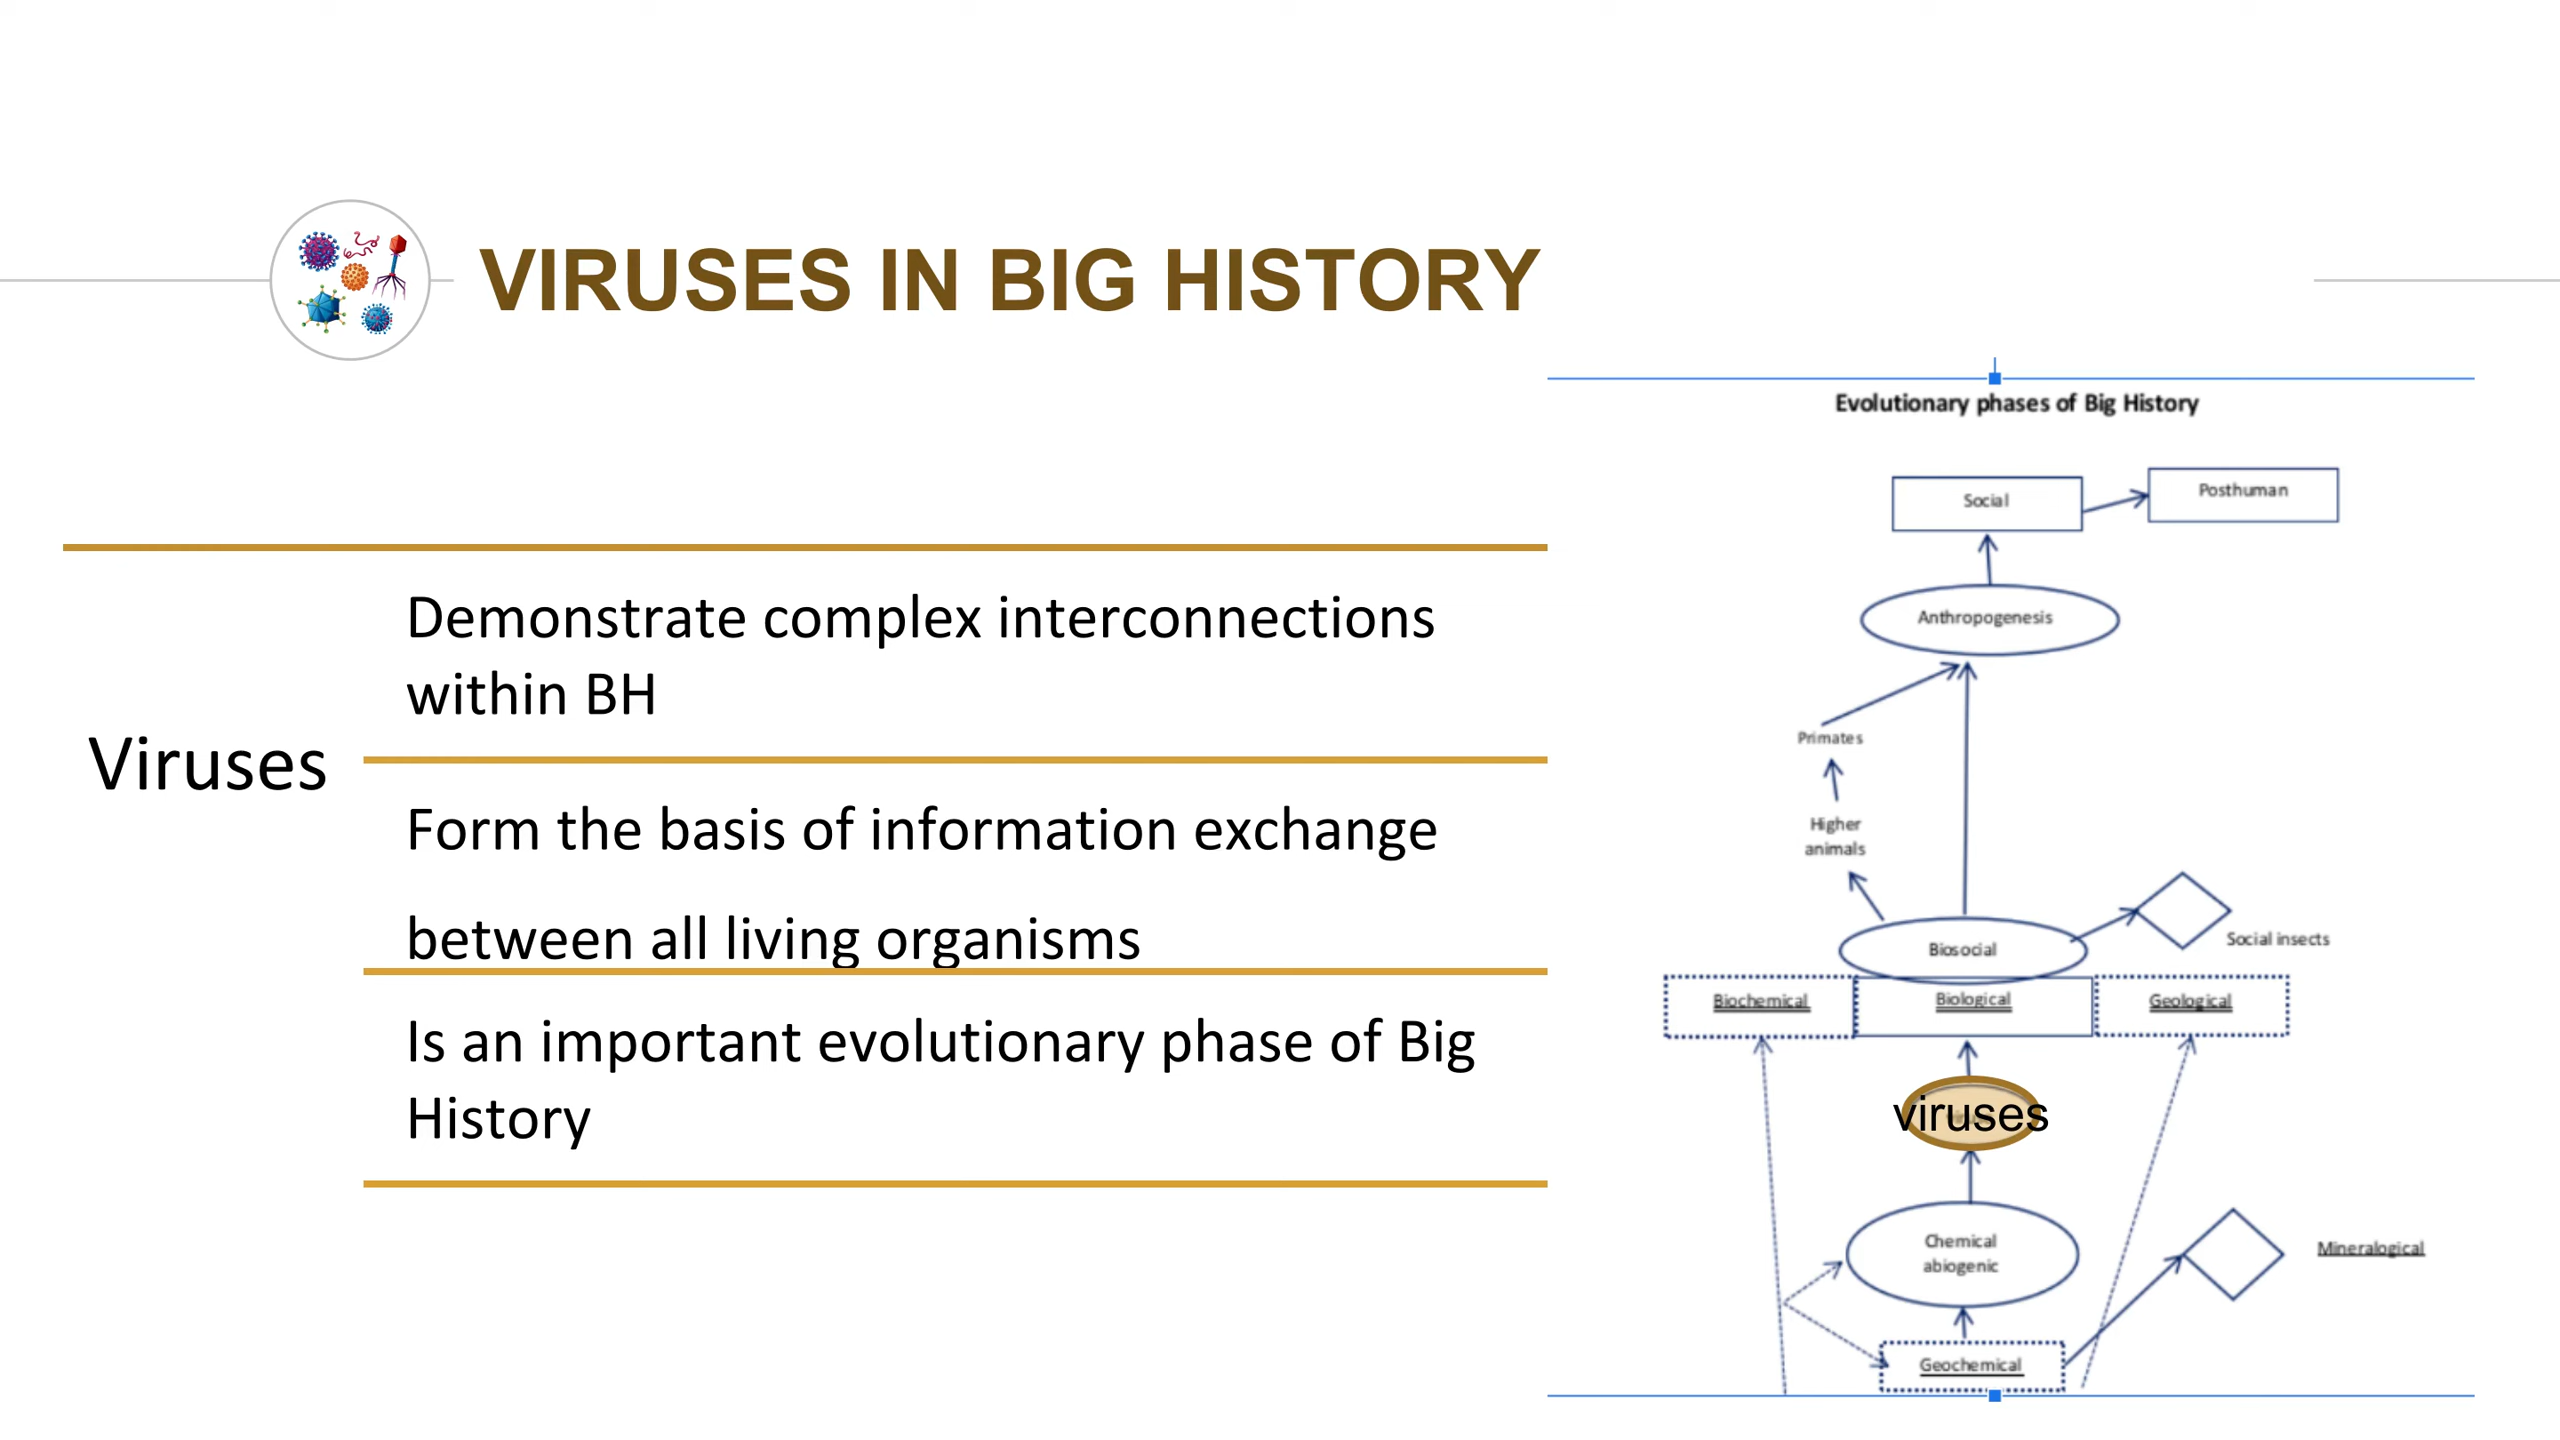 VIRUSES IN BIG HISTORY
Viruses
Demonstrate complex interconnections
within BH
Form the basis of information exchange
between all living organisms
Is an important evolutionary phase of Big
History
Evolutionary phases of Big History
Social
Posthuman
Anthropogenesis
Primates
Higher
animals
Biosocial
Social insects
Biochemical
Biological
Geological
viruses
Chemical
abiogenic
Mineralogical
Geochemical